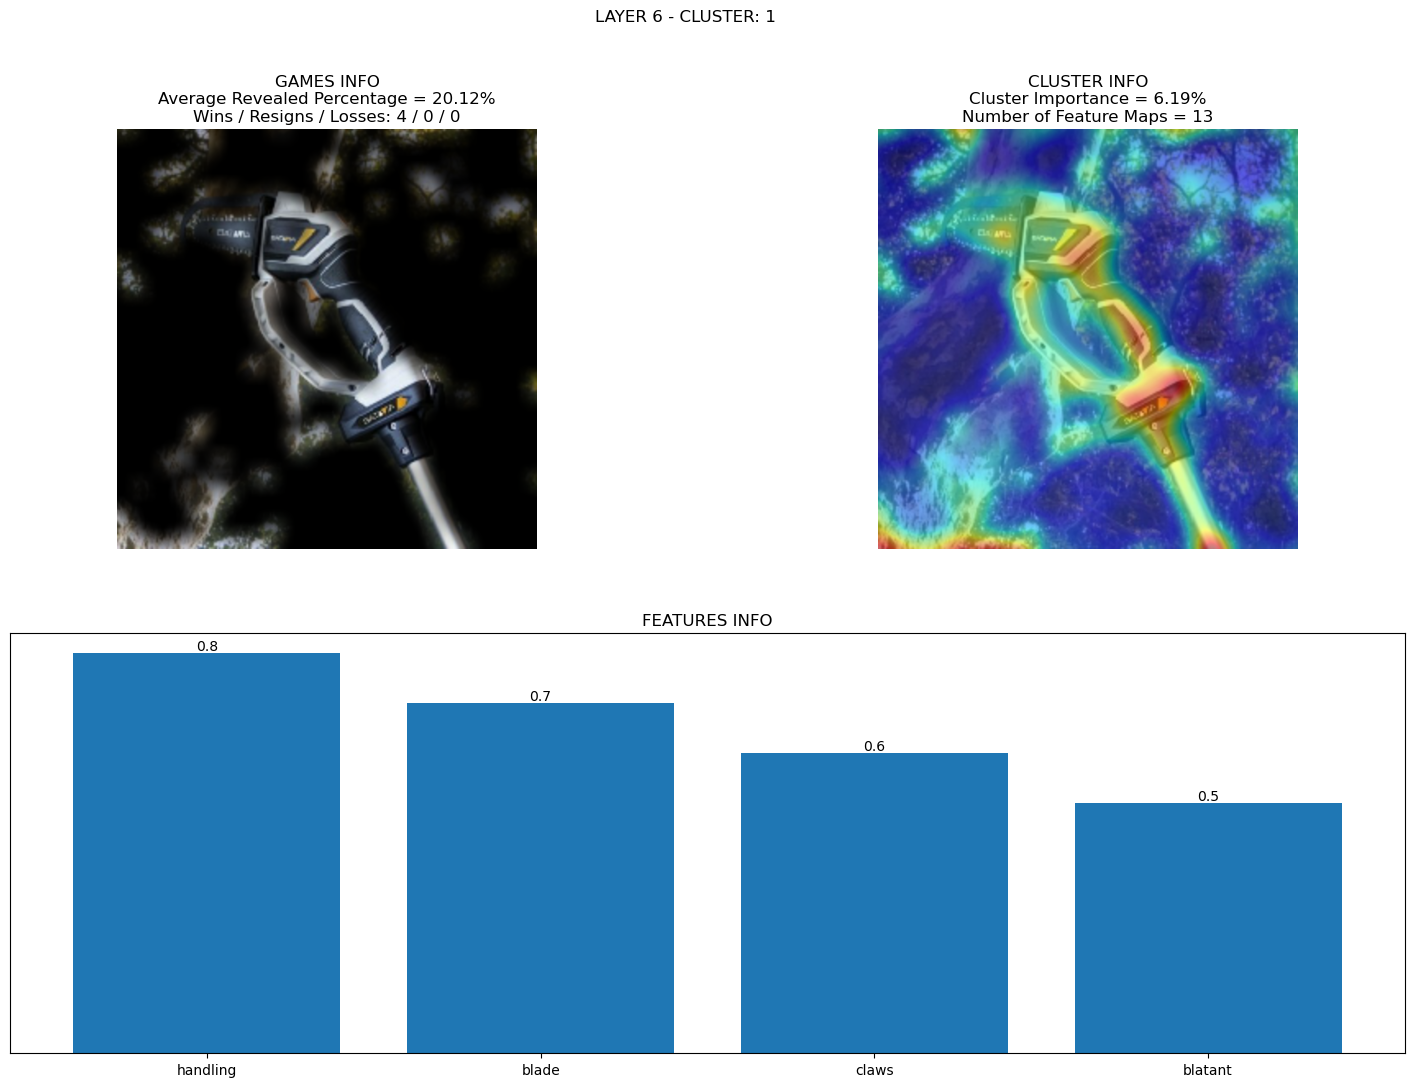 LAYER 6 - CLUSTER: 1
GAMES INFO
Average Revealed Percentage = 20.12%
Wins / Resigns / Losses: 4 / 0 / 0
CLUSTER INFO
Cluster Importance = 6.19%
Number of Feature Maps = 13
FEATURES INFO
0.8
0.7
0.6
0.5
handling
blade
claws
blatant